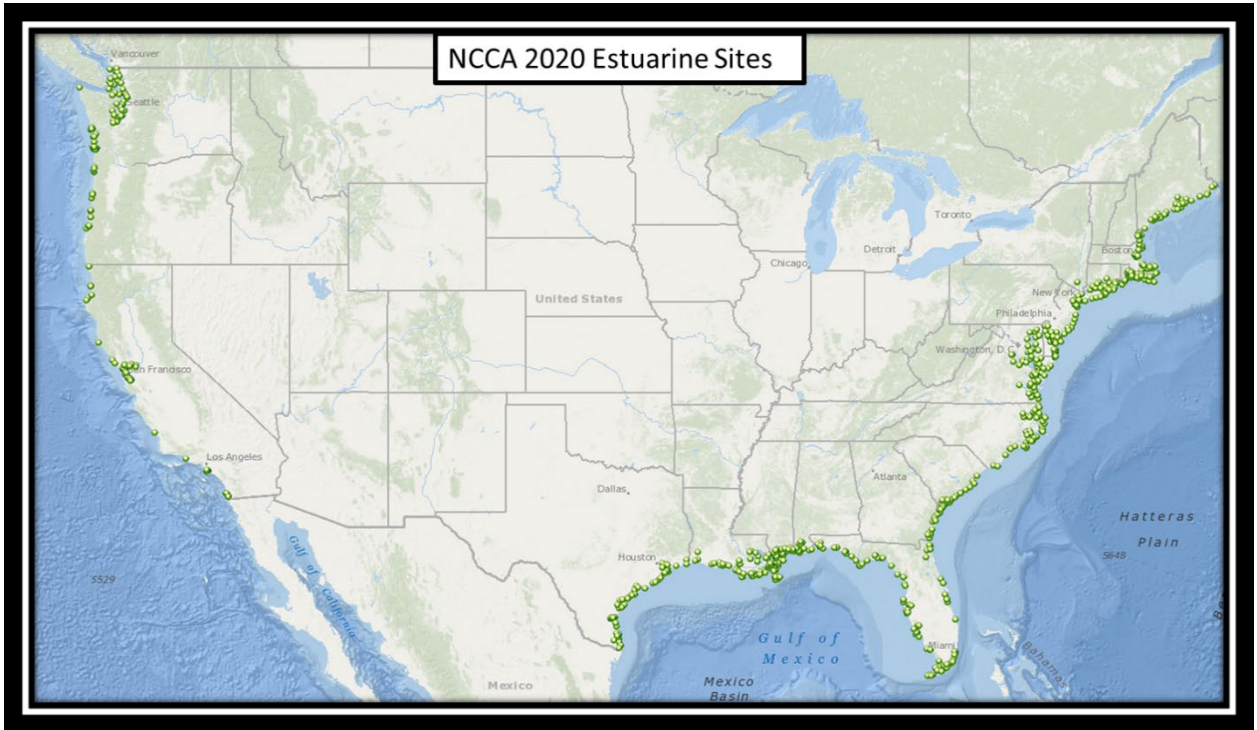 NCCA 2020 Estuarine Sites
Vancouver
Seattle
Toronto
Boston
Detroit
Chicago
New York
United States
Philadelphia
Washington, D.C.
San Francisco
Los Angeles
Atlanta
Dallas
Hatteras
Plain
5648
Houston
Gulf of
California
5529
Gulf of
Mexico
Miami
Bahamas
Mexico
Mexico
Basin